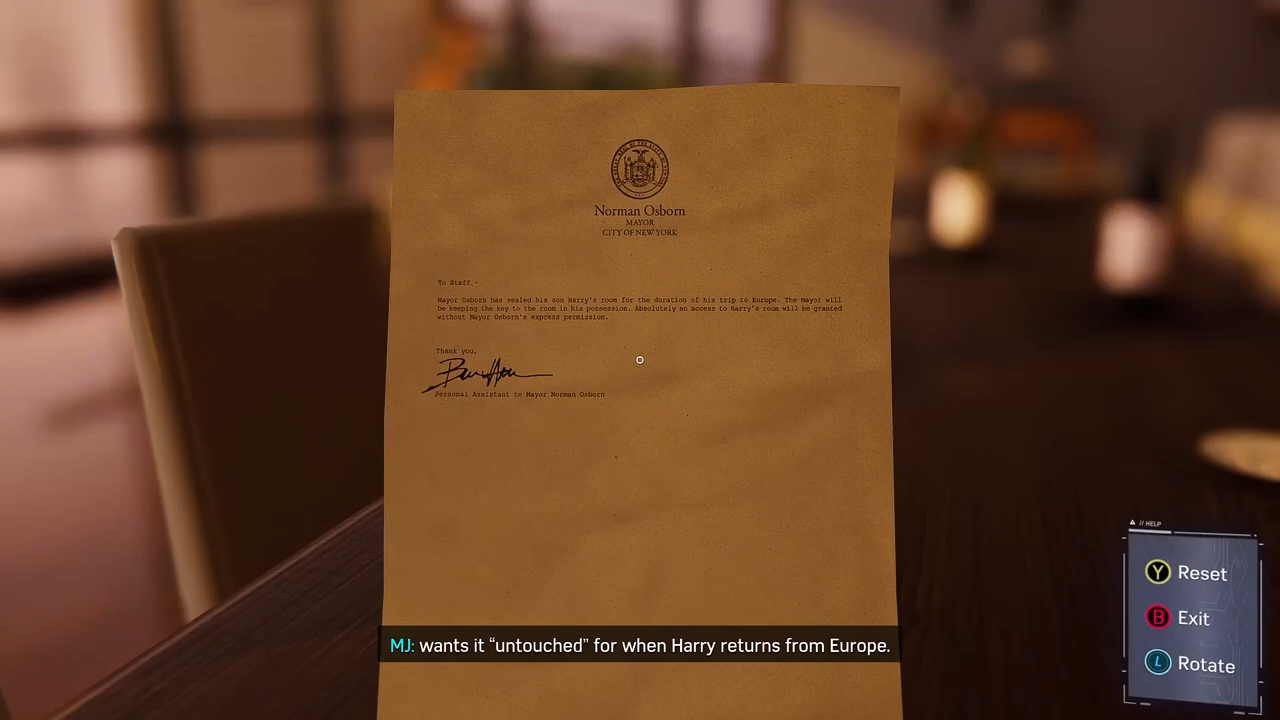 Norman Osborn
MAYOR
CITY OF NEW YORK
To Staff.-
Mayor Osborn has sealed his son Harry's room for the duration of his trip to Europe. The Mayor will
be keeping the key to the room in his possession. Absolutely no access to Harry's room will be granted
without Mayor Osborn's express permission.
Thank you,
Personal Assistant to Mayor Norman Osborn
MJ: wants it “untouched” for when Harry returns from Europe.
// HELP
Y Reset
B Exit
L Rotate